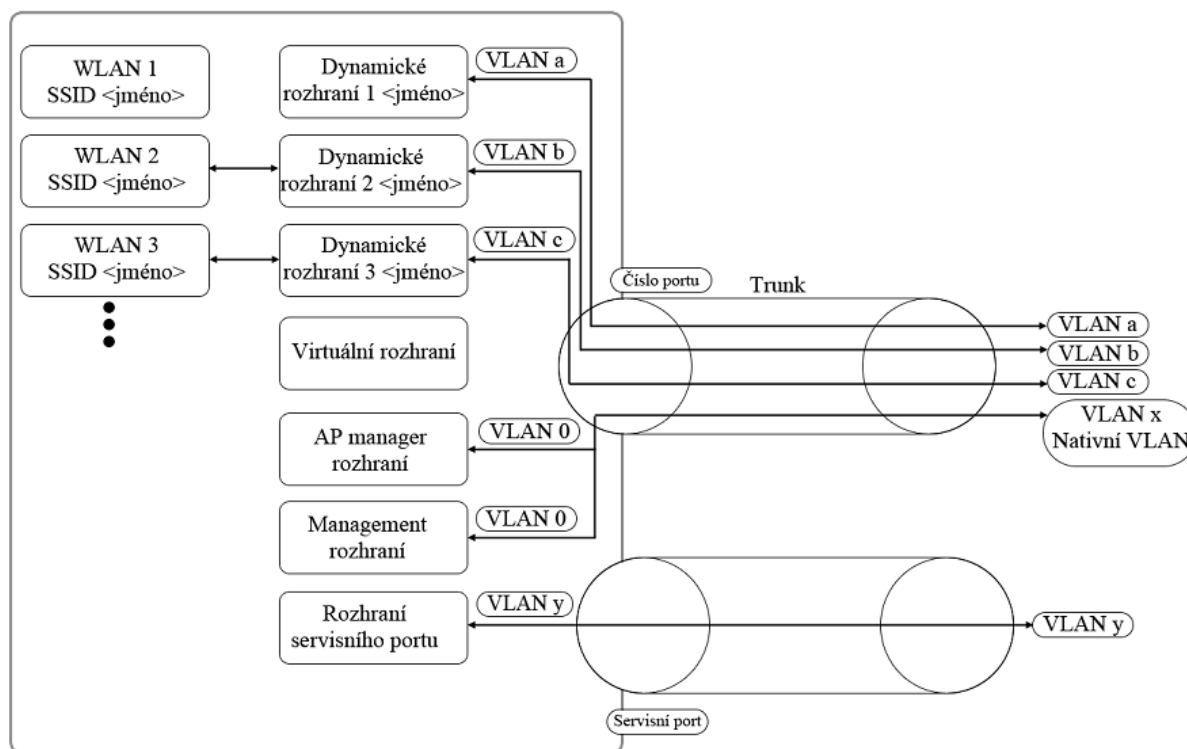 WLAN 1
SSID <jméno>
Dynamické
rozhraní 1 <jméno>
VLAN a
WLAN 2
SSID <jméno>
Dynamické
rozhraní 2 <jméno>
VLAN b
WLAN 3
SSID <jméno>
Dynamické
rozhraní 3 <jméno>
VLAN c
Číslo portu
Trunk
Virtuální rozhraní
VLAN a
VLAN b
VLAN c
VLAN x
Nativní VLAN
AP manager
rozhraní
VLAN 0
Management
rozhraní
VLAN 0
Rozhraní
servisního portu
VLAN y
VLAN y
Servisní port